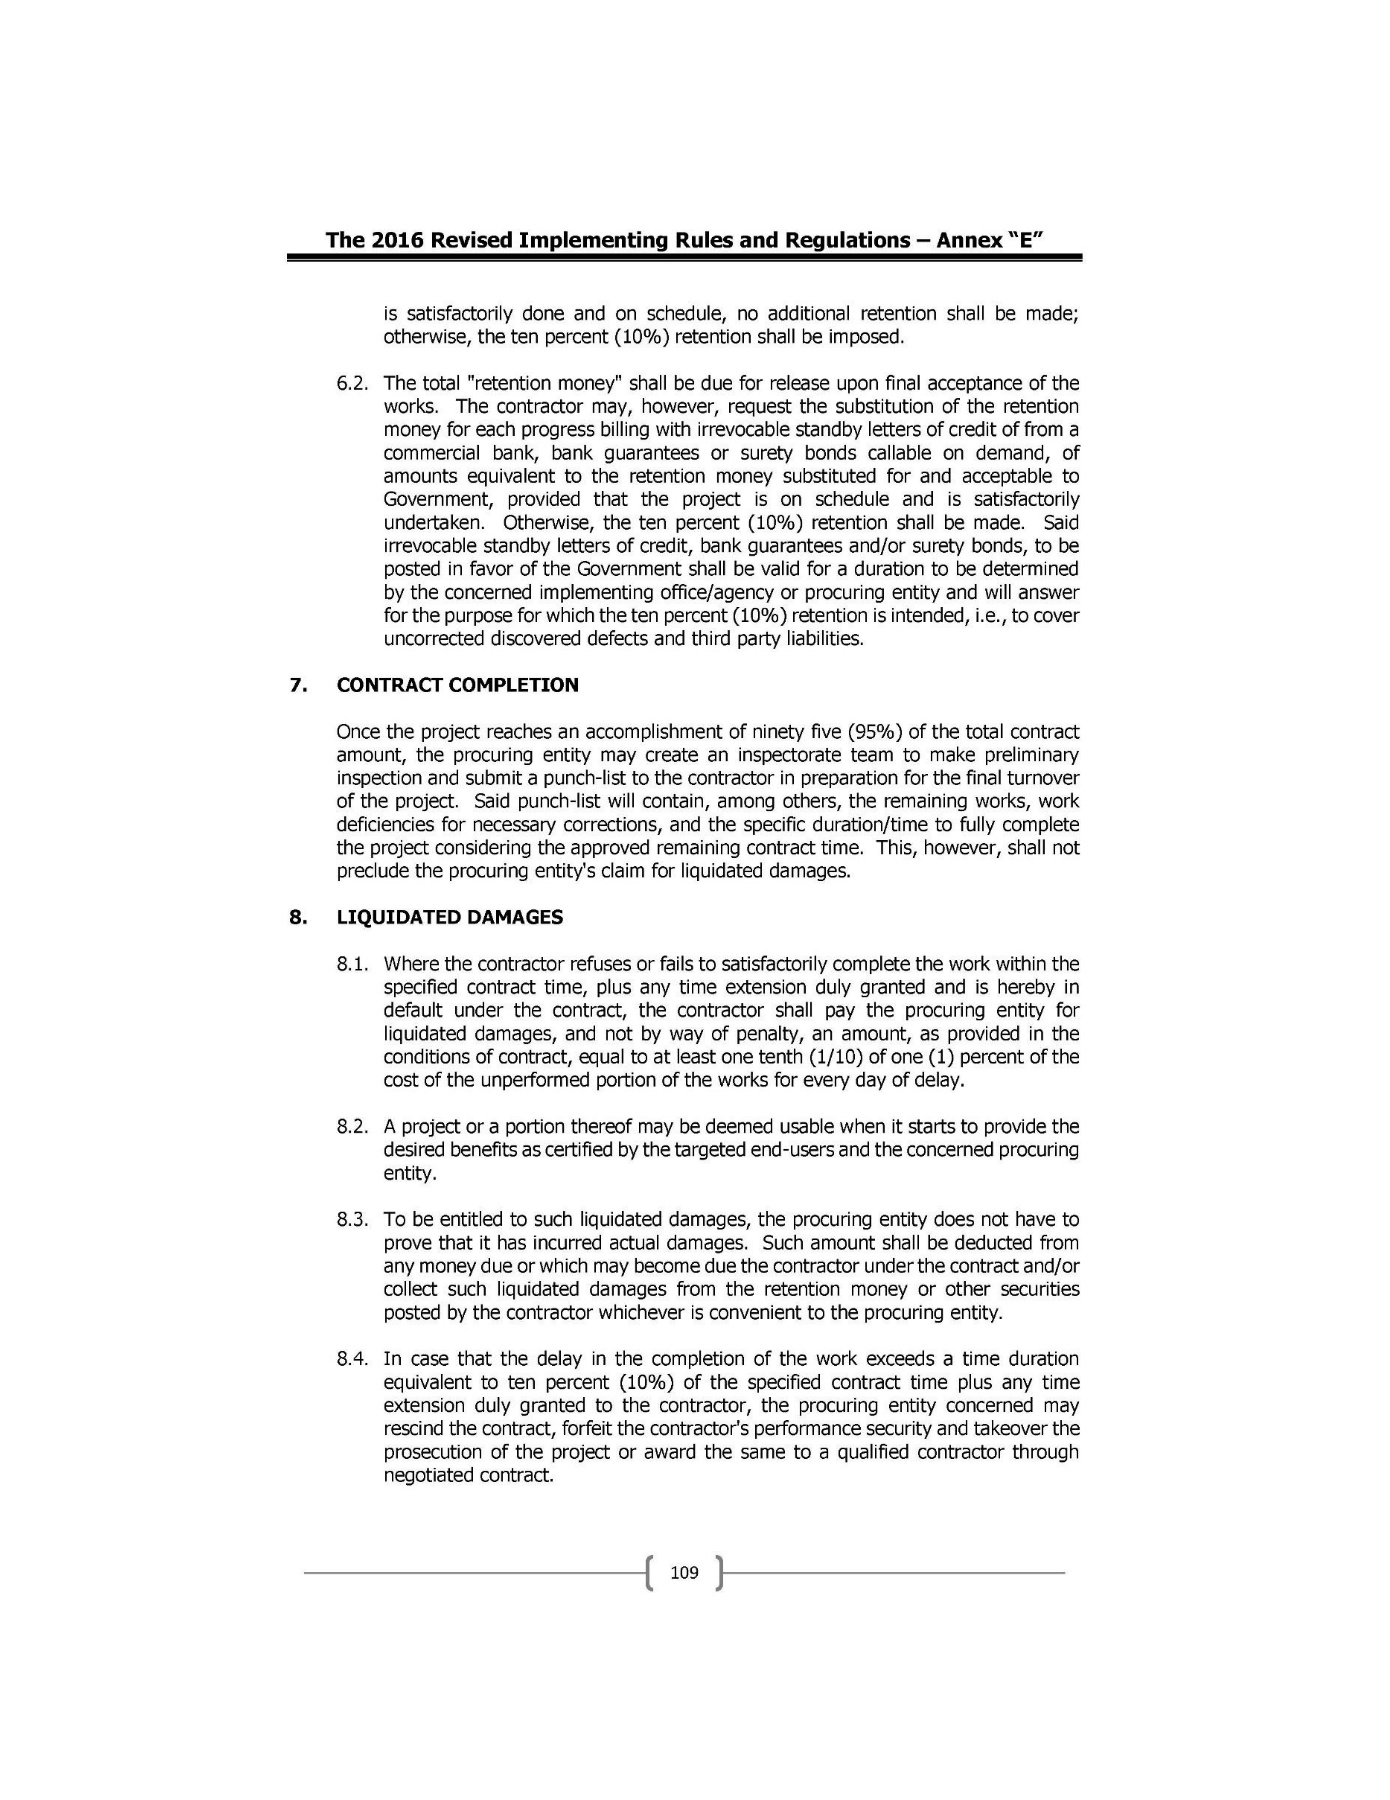 The 2016 Revised Implementing Rules and Regulations – Annex “E”
is satisfactorily done and on schedule, no additional retention shall be made;
otherwise, the ten percent (10%) retention shall be imposed.
6.2. The total "retention money" shall be due for release upon final acceptance of the
works. The contractor may, however, request the substitution of the retention
money for each progress billing with irrevocable standby letters of credit of from a
commercial bank, bank guarantees or surety bonds callable on demand, of
amounts equivalent to the retention money substituted for and acceptable to
Government, provided that the project is on schedule and is satisfactorily
undertaken. Otherwise, the ten percent (10%) retention shall be made. Said
irrevocable standby letters of credit, bank guarantees and/or surety bonds, to be
posted in favor of the Government shall be valid for a duration to be determined
by the concerned implementing office/agency or procuring entity and will answer
for the purpose for which the ten percent (10%) retention is intended, i.e., to cover
uncorrected discovered defects and third party liabilities.
7. CONTRACT COMPLETION
Once the project reaches an accomplishment of ninety five (95%) of the total contract
amount, the procuring entity may create an inspectorate team to make preliminary
inspection and submit a punch-list to the contractor in preparation for the final turnover
of the project. Said punch-list will contain, among others, the remaining works, work
deficiencies for necessary corrections, and the specific duration/time to fully complete
the project considering the approved remaining contract time. This, however, shall not
preclude the procuring entity's claim for liquidated damages.
8. LIQUIDATED DAMAGES
8.1. Where the contractor refuses or fails to satisfactorily complete the work within the
specified contract time, plus any time extension duly granted and is hereby in
default under the contract, the contractor shall pay the procuring entity for
liquidated damages, and not by way of penalty, an amount, as provided in the
conditions of contract, equal to at least one tenth (1/10) of one (1) percent of the
cost of the unperformed portion of the works for every day of delay.
8.2. A project or a portion thereof may be deemed usable when it starts to provide the
desired benefits as certified by the targeted end-users and the concerned procuring
entity.
8.3. To be entitled to such liquidated damages, the procuring entity does not have to
prove that it has incurred actual damages. Such amount shall be deducted from
any money due or which may become due the contractor under the contract and/or
collect such liquidated damages from the retention money or other securities
posted by the contractor whichever is convenient to the procuring entity.
8.4. In case that the delay in the completion of the work exceeds a time duration
equivalent to ten percent (10%) of the specified contract time plus any time
extension duly granted to the contractor, the procuring entity concerned may
rescind the contract, forfeit the contractor's performance security and takeover the
prosecution of the project or award the same to a qualified contractor through
negotiated contract.
109